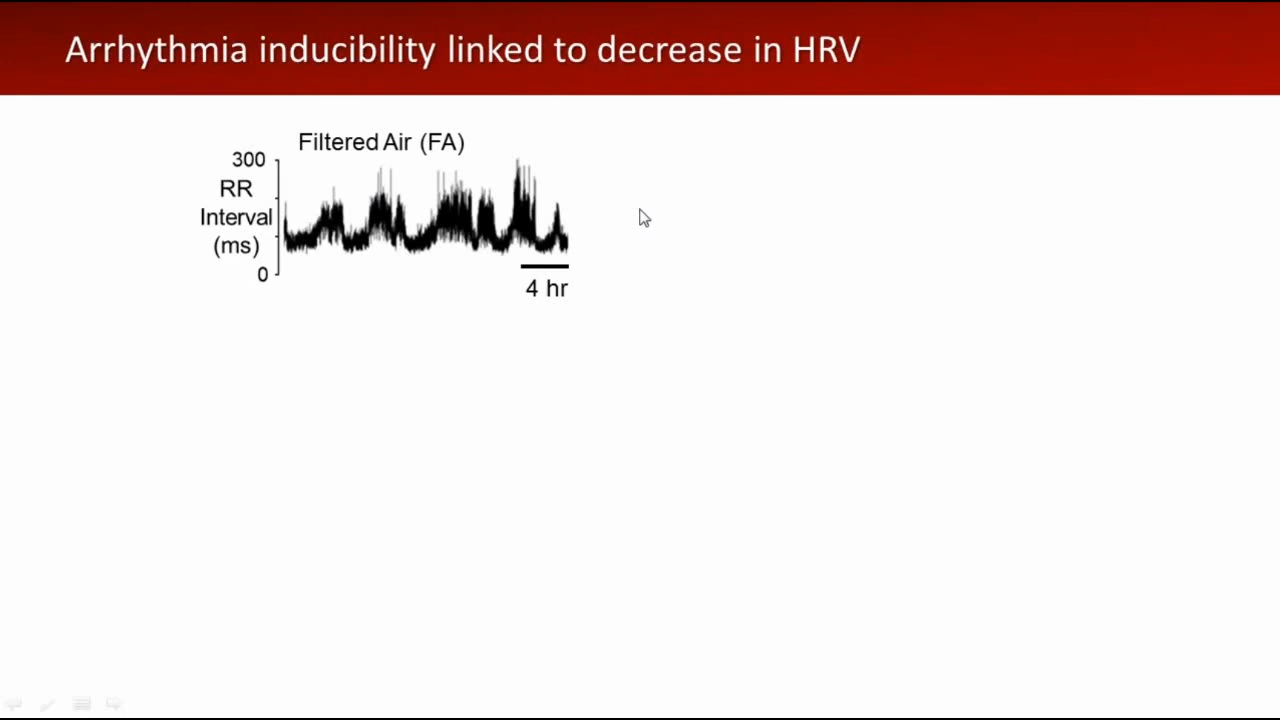 Arrhythmia inducibility linked to decrease in HRV
Filtered Air (FA)
300
RR
Interval
(ms)
0
4 hr